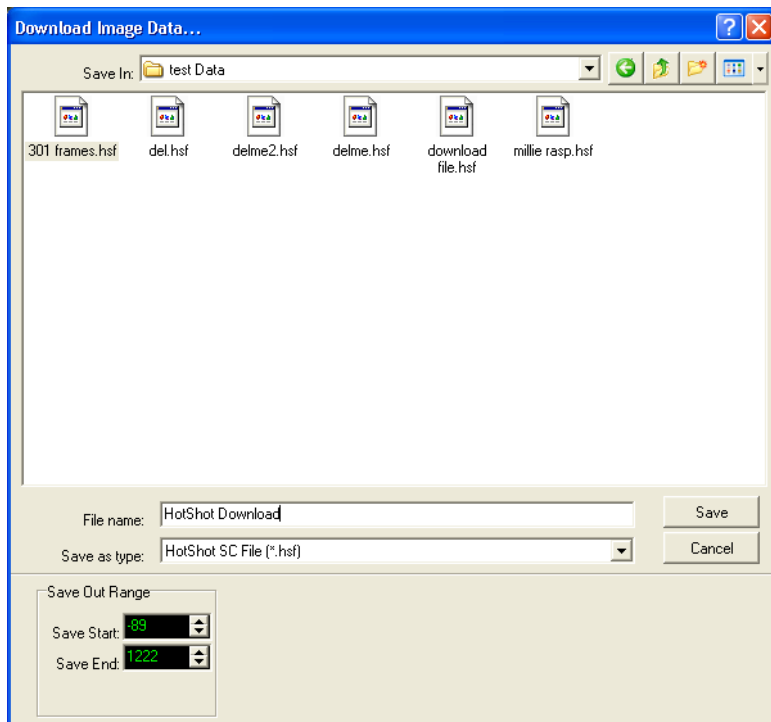 Download Image Data...
Save In: test Data
301 frames.hsf
del.hsf
delme2.hsf
delme.hsf
download
file.hsf
millie rasp.hsf
File name: HotShot Download
Save
Save as type: HotShot SC File (*.hsf)
Cancel
Save Out Range
Save Start: -89
Save End: 1222